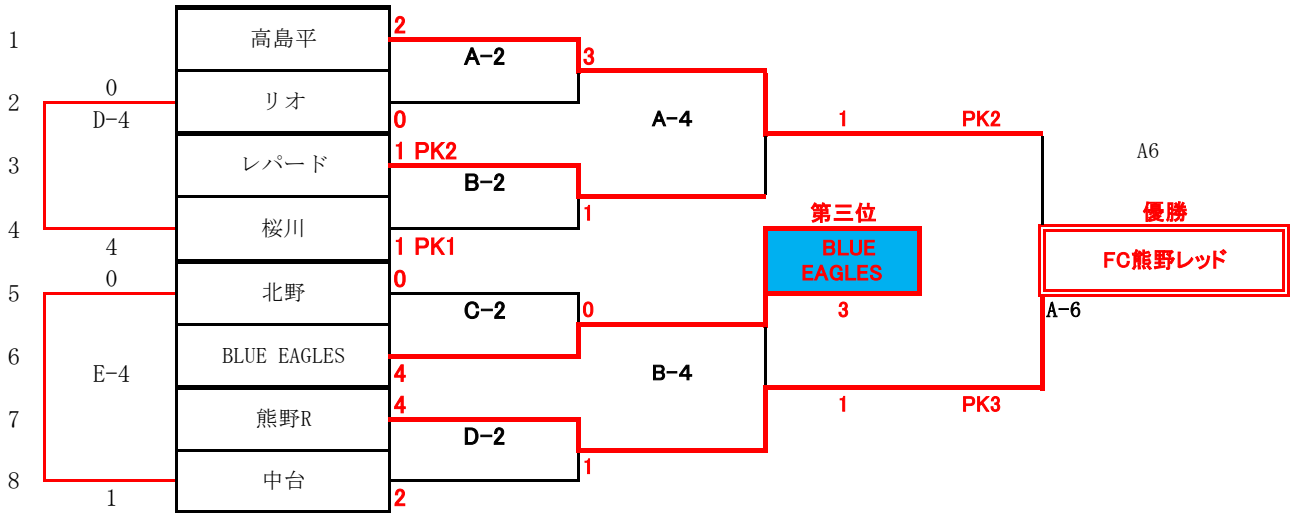 1
高島平
2
A-2
3
2
0
D-4
リオ
0
A-4
1
PK2
3
レパード
1 PK2
B-2
1
A6
4
4
桜川
1 PK1
第三位
BLUE
EAGLES
3
優勝
FC熊野レッド
A-6
5
0
北野
0
C-2
0
6
E-4
BLUE EAGLES
4
B-4
7
熊野R
4
D-2
1
1
PK3
8
1
中台
2